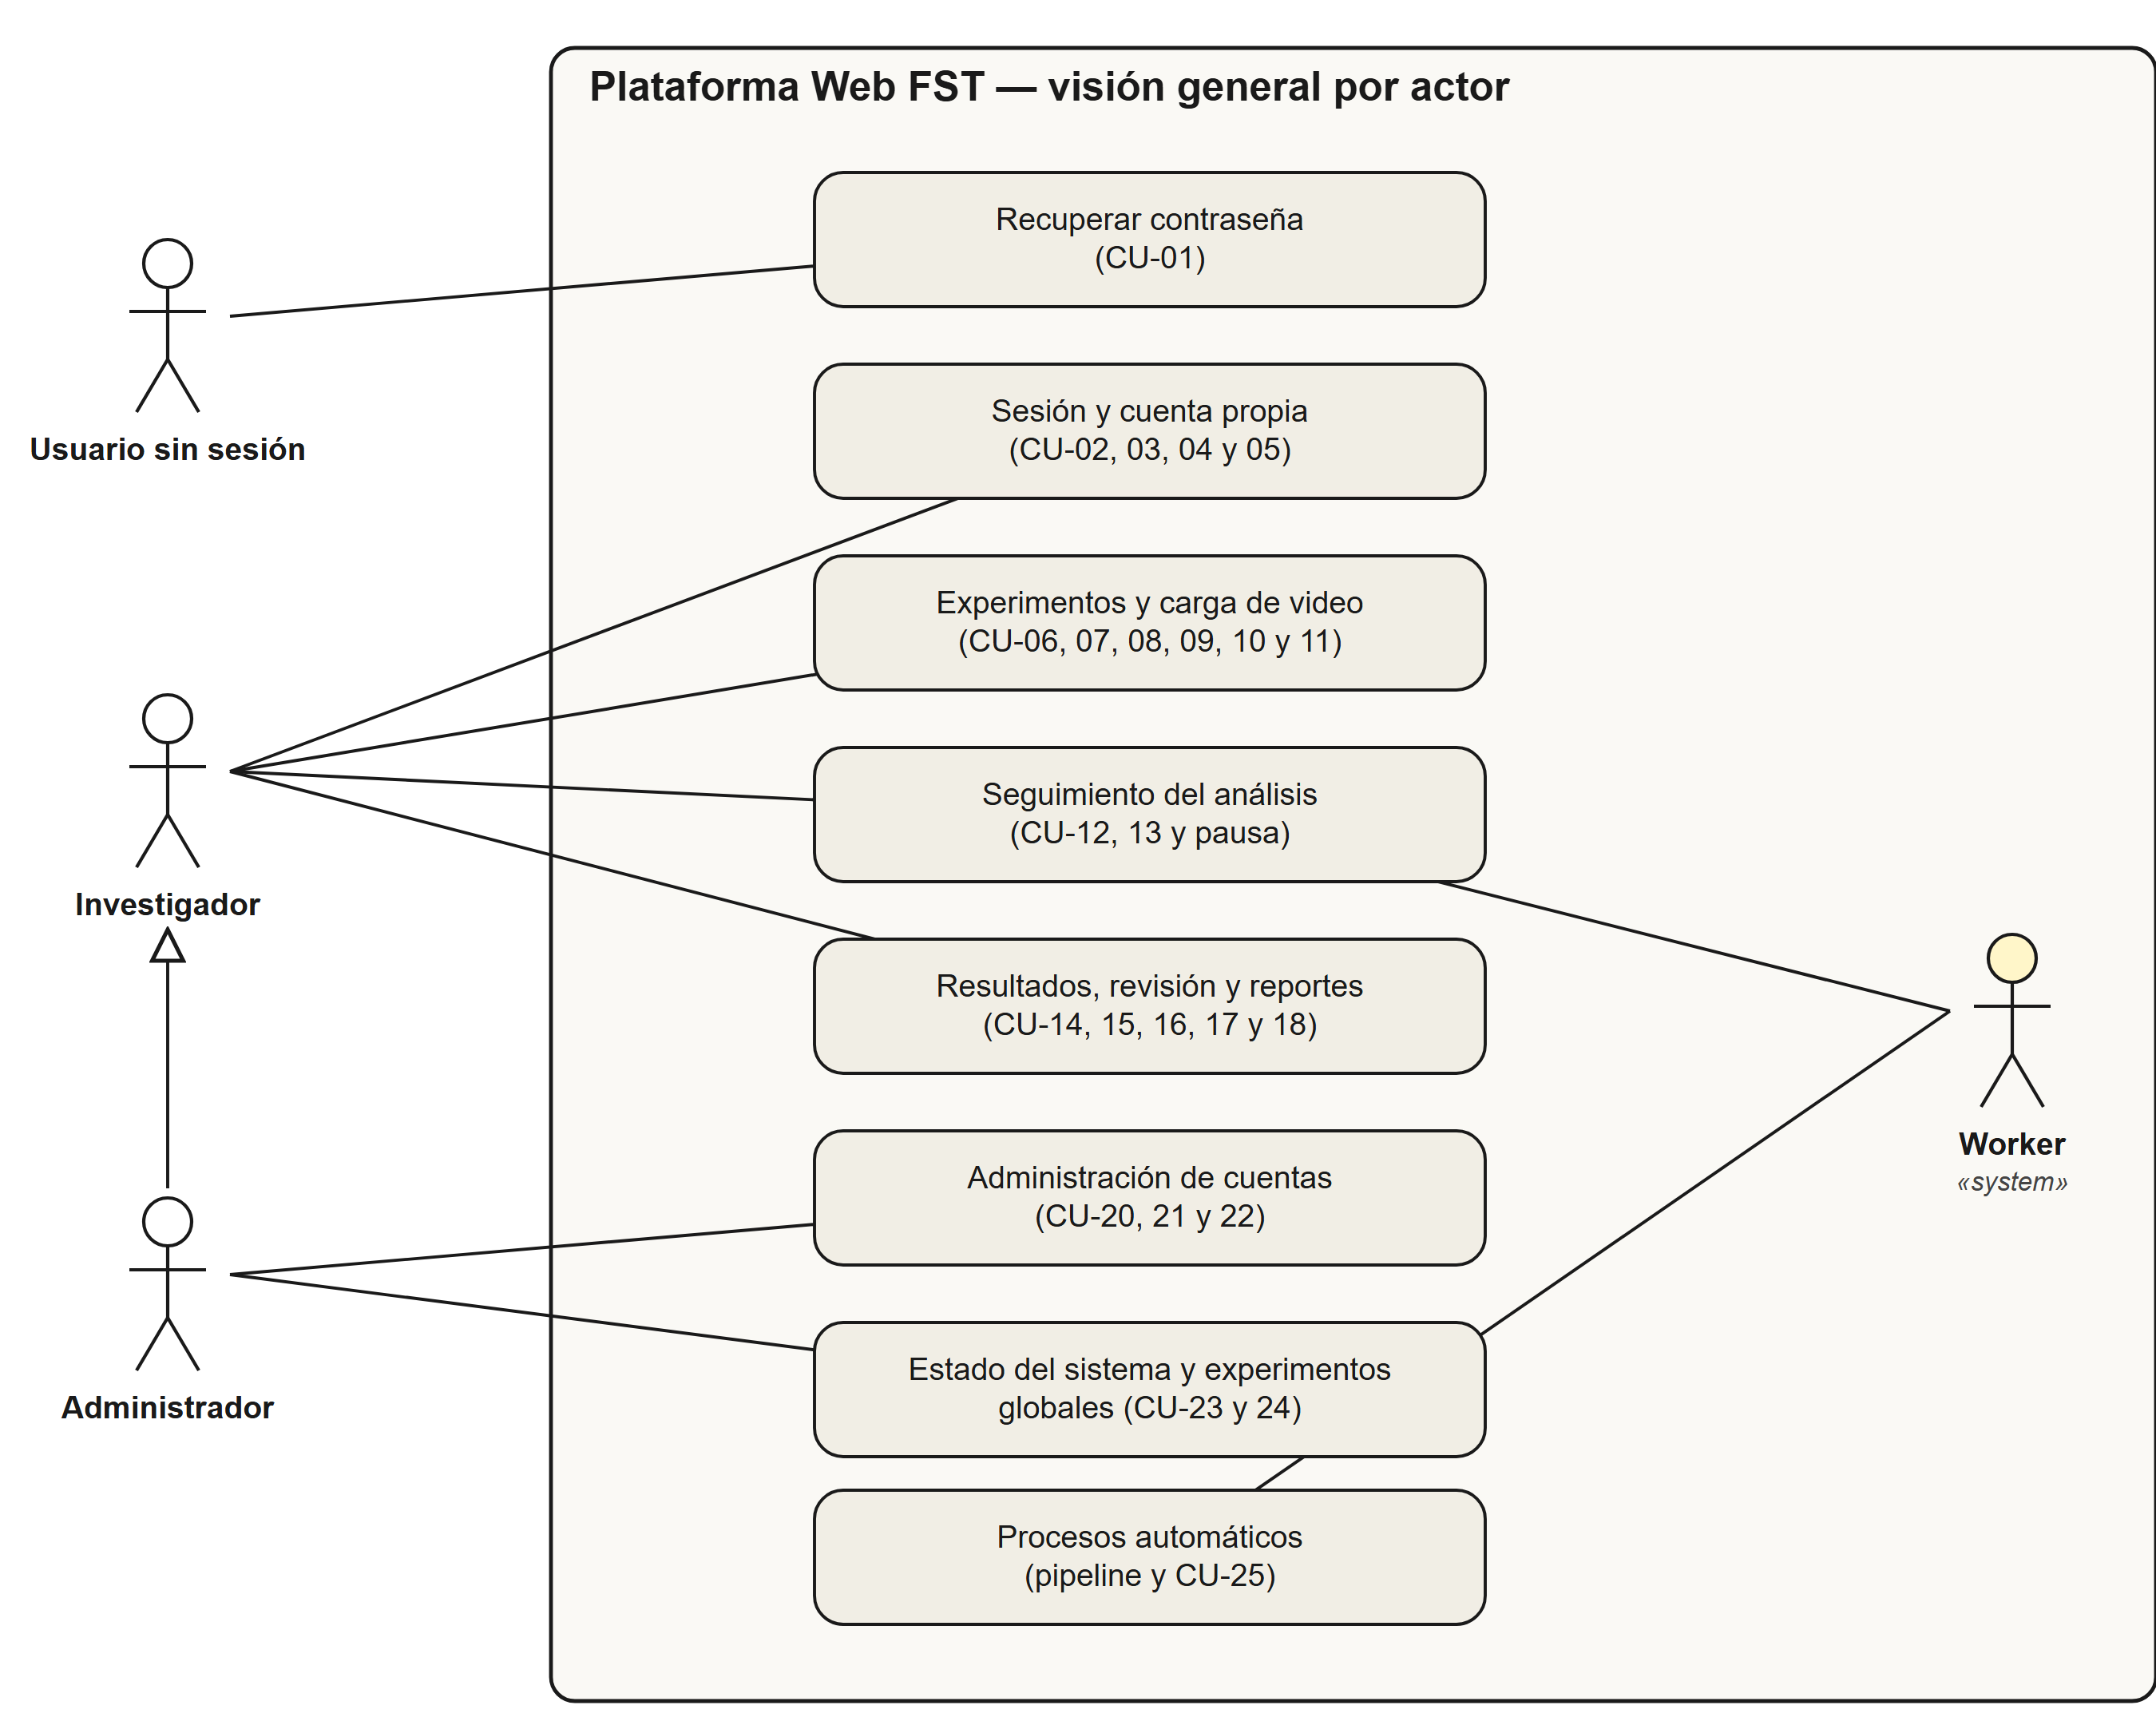 Plataforma Web FST — visión general por actor
Recuperar contraseña
(CU-01)
Usuario sin sesión
Sesión y cuenta propia
(CU-02, 03, 04 y 05)
Experimentos y carga de video
(CU-06, 07, 08, 09, 10 y 11)
Seguimiento del análisis
(CU-12, 13 y pausa)
Investigador
Resultados, revisión y reportes
(CU-14, 15, 16, 17 y 18)
Worker
«system»
Administración de cuentas
(CU-20, 21 y 22)
Estado del sistema y experimentos
globales (CU-23 y 24)
Administrador
Procesos automáticos
(pipeline y CU-25)